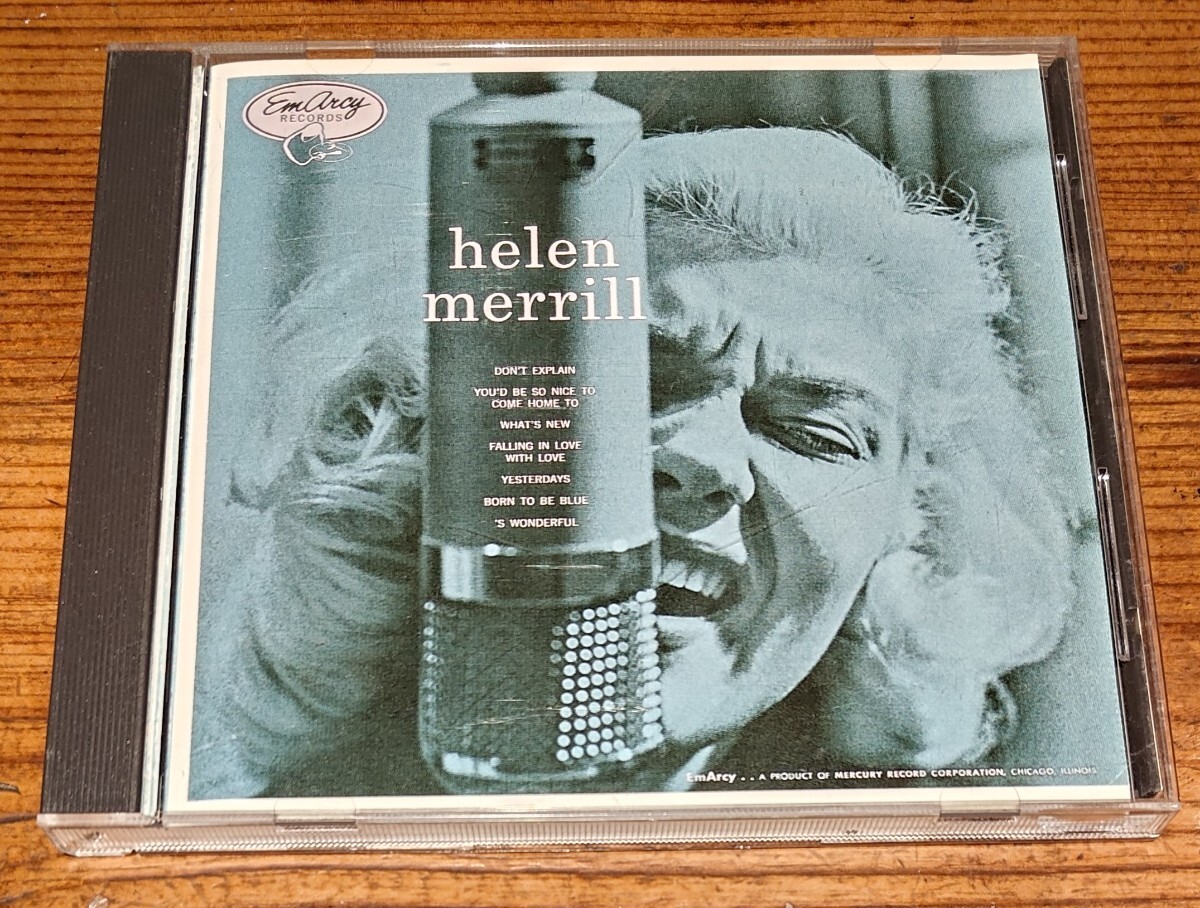 EmArcy
RECORDS
helen
merrill
DON'T EXPLAIN
YOU'D BE SO NICE TO
COME HOME TO
WHAT'S NEW
FALLING IN LOVE
WITH LOVE
YESTERDAYS
BORN TO BE BLUE
'S WONDERFUL
EmArcy . . A PRODUCT OF MERCURY RECORD CORPORATION, CHICAGO, ILLINOIS